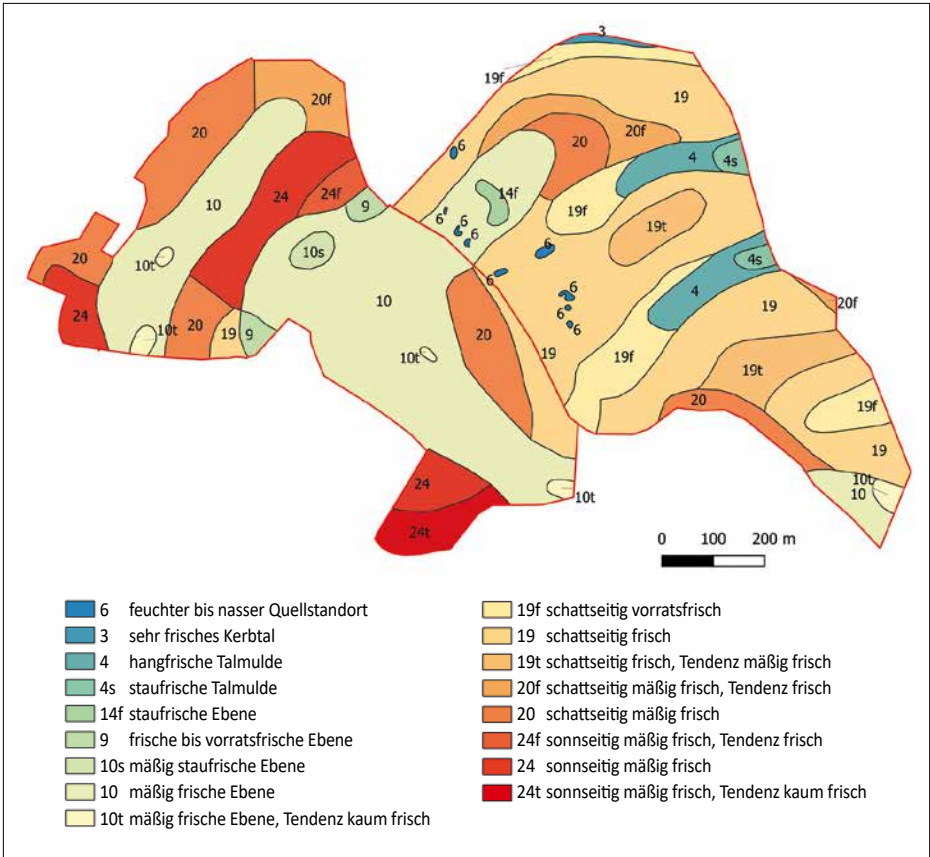 3
19f
19
20f
20
20f
20
6
4
4s
14f
10
24
24f
9
19f
6
6
6
19t
10s
6
4s
20
10t
6
4
10
6
19
20f
24
10t
20
19
9
20
6
6
10t
19
19f
19t
20
19f
19
24
10t
10t
10
24t
0 100 200 m
6 feuchter bis nasser Quellstandort
3 sehr frisches Kerbtal
4 hangfrische Talmulde
4s staufrische Talmulde
14f staufrische Ebene
9 frische bis vorratsfrische Ebene
10s mäßig staufrische Ebene
10 mäßig frische Ebene
10t mäßig frische Ebene, Tendenz kaum frisch
19f schattseitig vorratsfrisch
19 schattseitig frisch
19t schattseitig frisch, Tendenz mäßig frisch
20f schattseitig mäßig frisch, Tendenz frisch
20 schattseitig mäßig frisch
24f sonnseitig mäßig frisch, Tendenz frisch
24 sonnseitig mäßig frisch
24t sonnseitig mäßig frisch, Tendenz kaum frisch